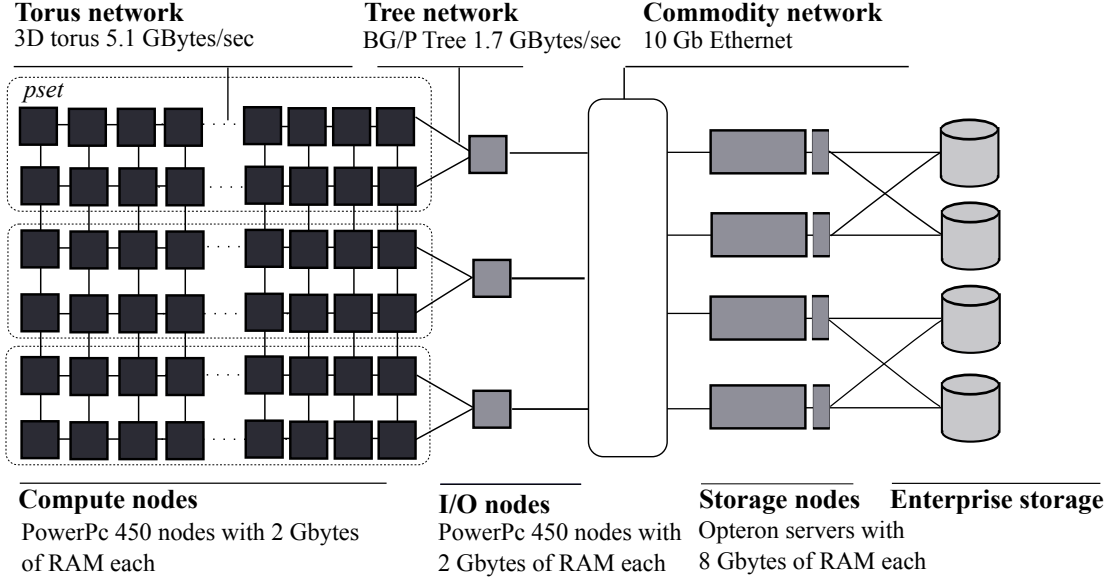 Torus network
3D torus 5.1 GBytes/sec
Tree network
BG/P Tree 1.7 GBytes/sec
Commodity network
10 Gb Ethernet
pset
Compute nodes
PowerPc 450 nodes with 2 Gbytes
of RAM each
I/O nodes
PowerPc 450 nodes with
2 Gbytes of RAM each
Storage nodes
Opteron servers with
8 Gbytes of RAM each
Enterprise storage